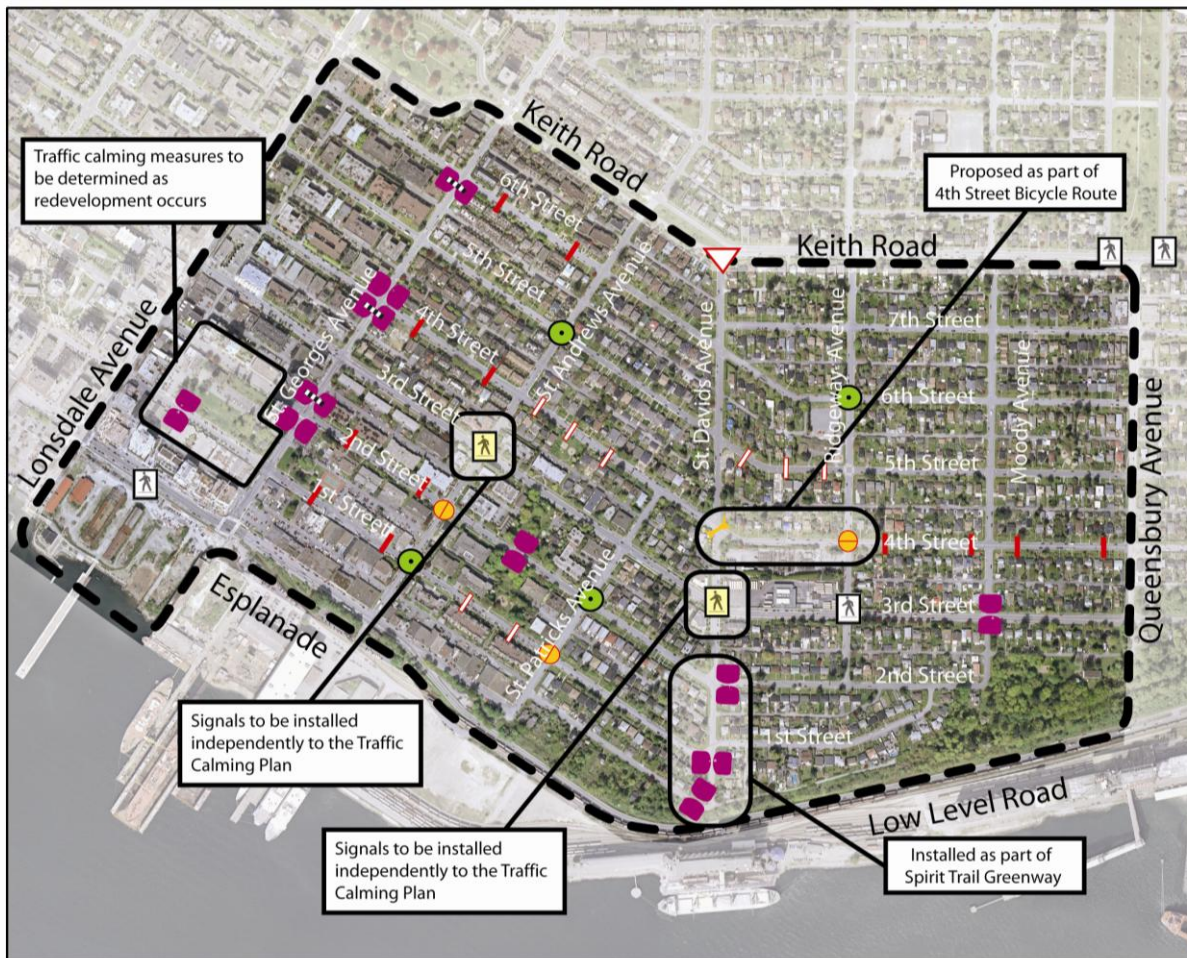 Keith Road
Traffic calming measures to
be determined as
redevelopment occurs
Proposed as part of
4th Street Bicycle Route
6th Street
Keith Road
5th Street
St. Andrews Avenue
7th Street
4th Street
St. Georges Avenue
St. Davids Avenue
Ridgeway Avenue
Moody Avenue
6th Street
Lonsdale Avenue
3rd Street
Queensbury Avenue
2nd Street
5th Street
1st Street
4th Street
3rd Street
Esplanade
St. Patricks Avenue
2nd Street
1st Street
Signals to be installed
independently to the Traffic
Calming Plan
Low Level Road
Signals to be installed
independently to the Traffic
Calming Plan
Installed as part of
Spirit Trail Greenway